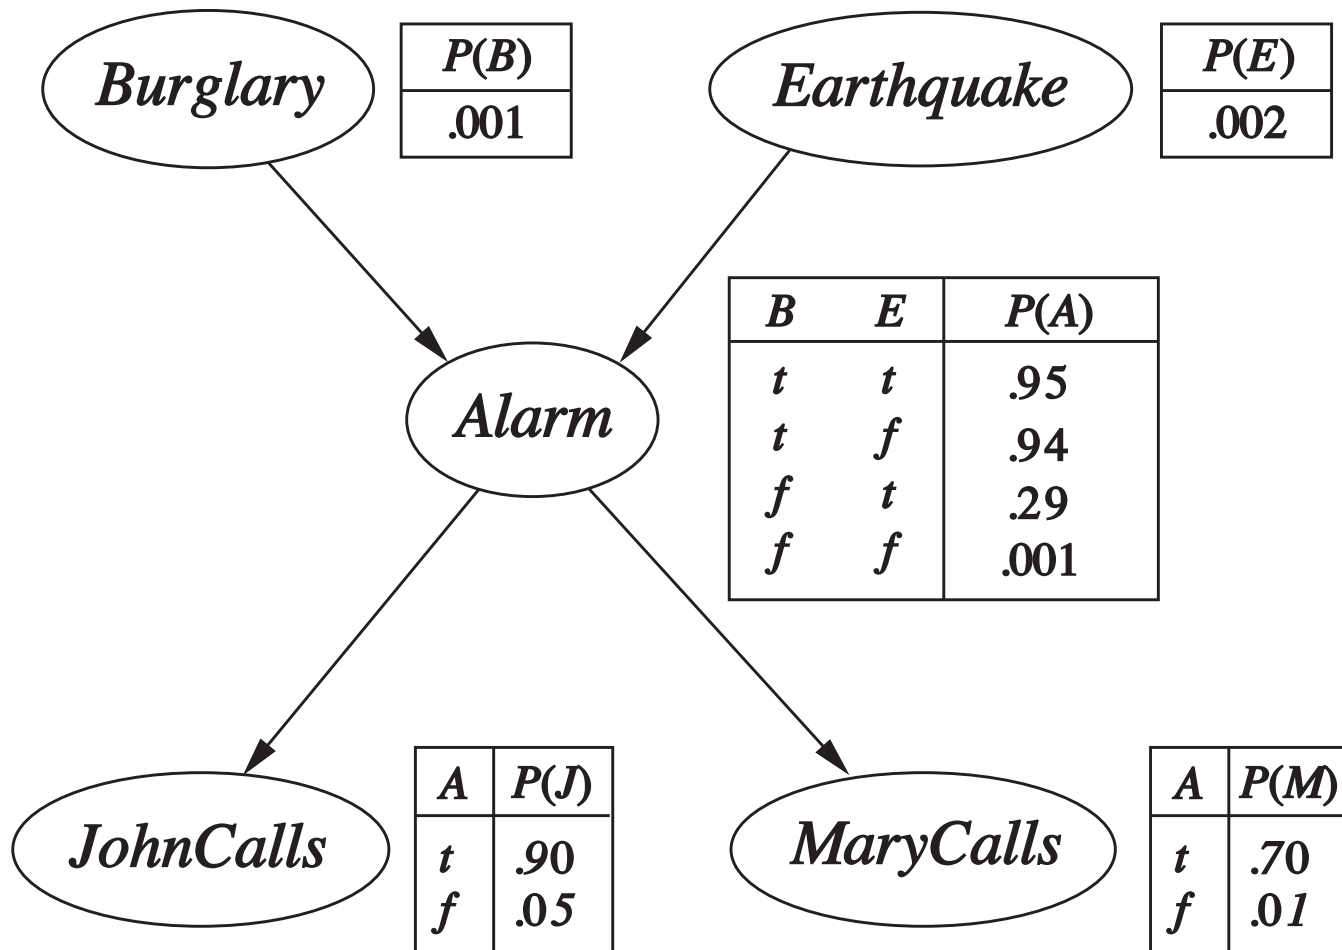 Burglary
P(B)
.001
Earthquake
P(E)
.002
Alarm
B E P(A)
t t .95
t f .94
f t .29
f f .001
JohnCalls
A P(J)
t .90
f .05
MaryCalls
A P(M)
t .70
f .01